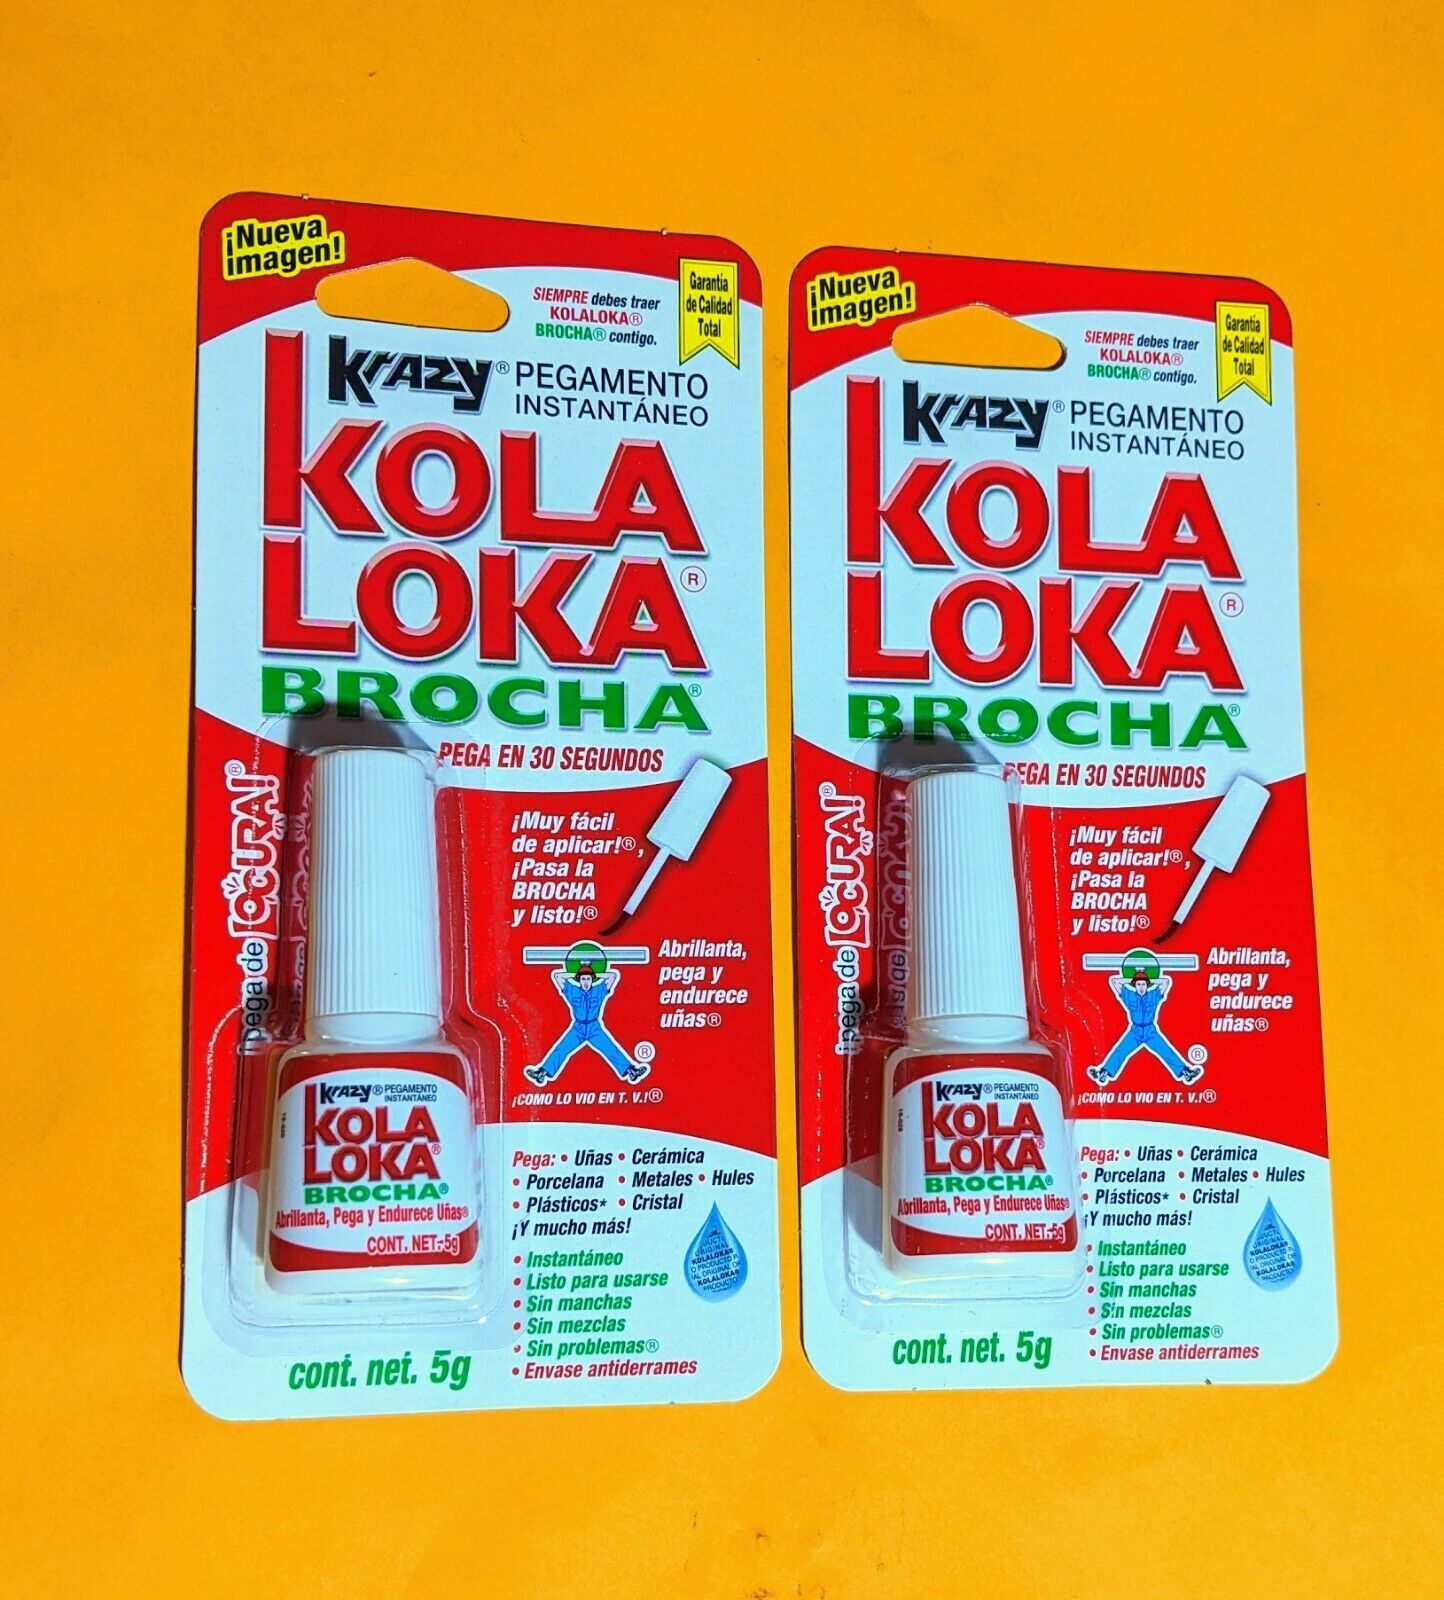 ¡Nueva
imagen!
SIEMPRE debes traer
KOLALOKA®
BROCHA® contigo.
Garantía
de Calidad
Total
KRAZY® PEGAMENTO
INSTANTÁNEO
KOLA
LOKA®
BROCHA®
PEGA EN 30 SEGUNDOS
¡pega de LOCURA!®
¡Muy fácil
de aplicar!®,
¡Pasa la
BROCHA
y listo!®
Abrillanta,
pega y
endurece
uñas®
®
¡COMO LO VIO EN T. V.!®
KRAZY® PEGAMENTO
INSTANTÁNEO
KOLA
LOKA®
BROCHA®
Abrillanta, Pega y Endurece Uñas®
CONT. NET. 5g
Pega: • Uñas • Cerámica
• Porcelana • Metales • Hules
• Plásticos* • Cristal
¡Y mucho más!
• Instantáneo
• Listo para usarse
• Sin manchas
• Sin mezclas
• Sin problemas®
• Envase antiderrames
ORIGINAL
KOLALOKA®
KOLALOKA®
cont. net. 5g
¡Nueva
imagen!
SIEMPRE debes traer
KOLALOKA®
BROCHA® contigo.
Garantía
de Calidad
Total
KRAZY® PEGAMENTO
INSTANTÁNEO
KOLA
LOKA®
BROCHA®
PEGA EN 30 SEGUNDOS
¡pega de LOCURA!®
¡Muy fácil
de aplicar!®,
¡Pasa la
BROCHA
y listo!®
Abrillanta,
pega y
endurece
uñas®
®
¡COMO LO VIO EN T. V.!®
KRAZY® PEGAMENTO
INSTANTÁNEO
KOLA
LOKA®
BROCHA®
Abrillanta, Pega y Endurece Uñas®
CONT. NET. 5g
Pega: • Uñas • Cerámica
• Porcelana • Metales • Hules
• Plásticos* • Cristal
¡Y mucho más!
• Instantáneo
• Listo para usarse
• Sin manchas
• Sin mezclas
• Sin problemas®
• Envase antiderrames
ORIGINAL
KOLALOKA®
KOLALOKA®
cont. net. 5g